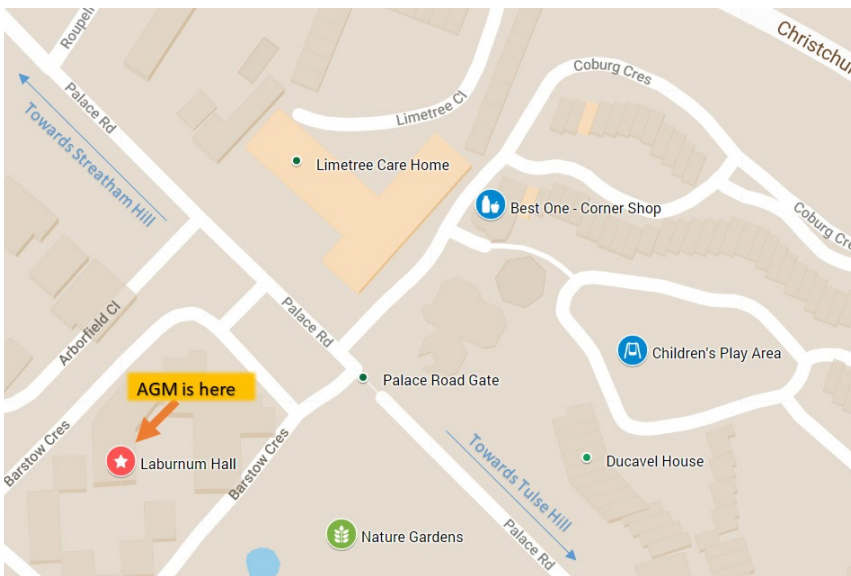 Christchur
Roupell
Palace Rd
Coburg Cres
Towards Streatham Hill
Limetree Cl
Limetree Care Home
Best One - Corner Shop
Coburg Cres
Arborfield Cl
Palace Rd
Children's Play Area
Palace Road Gate
AGM is here
Barstow Cres
Laburnum Hall
Barstow Cres
Towards Tulse Hill
Ducavel House
Nature Gardens
Palace Rd